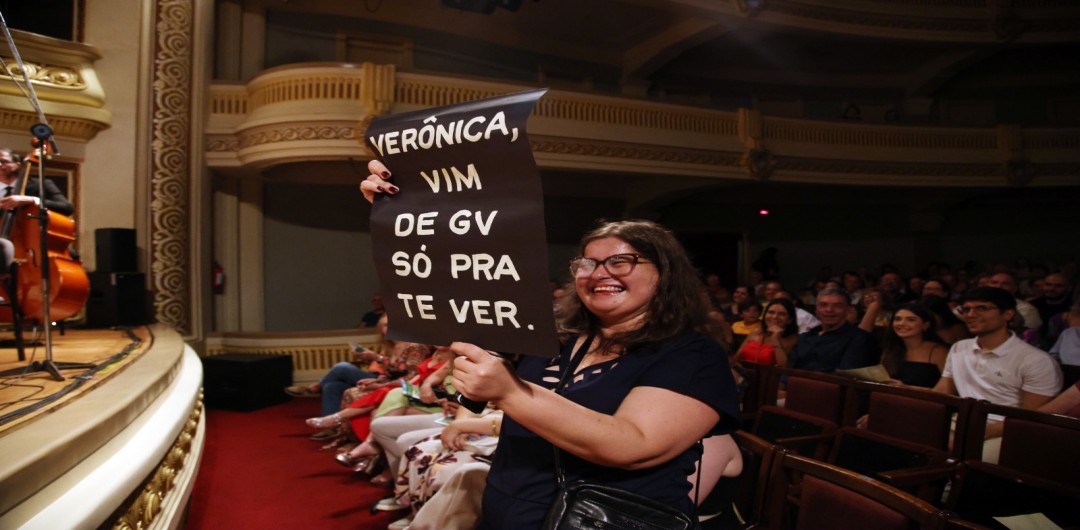 VERÔNICA,
VIM
DE GV
SÓ PRA
TE VER.